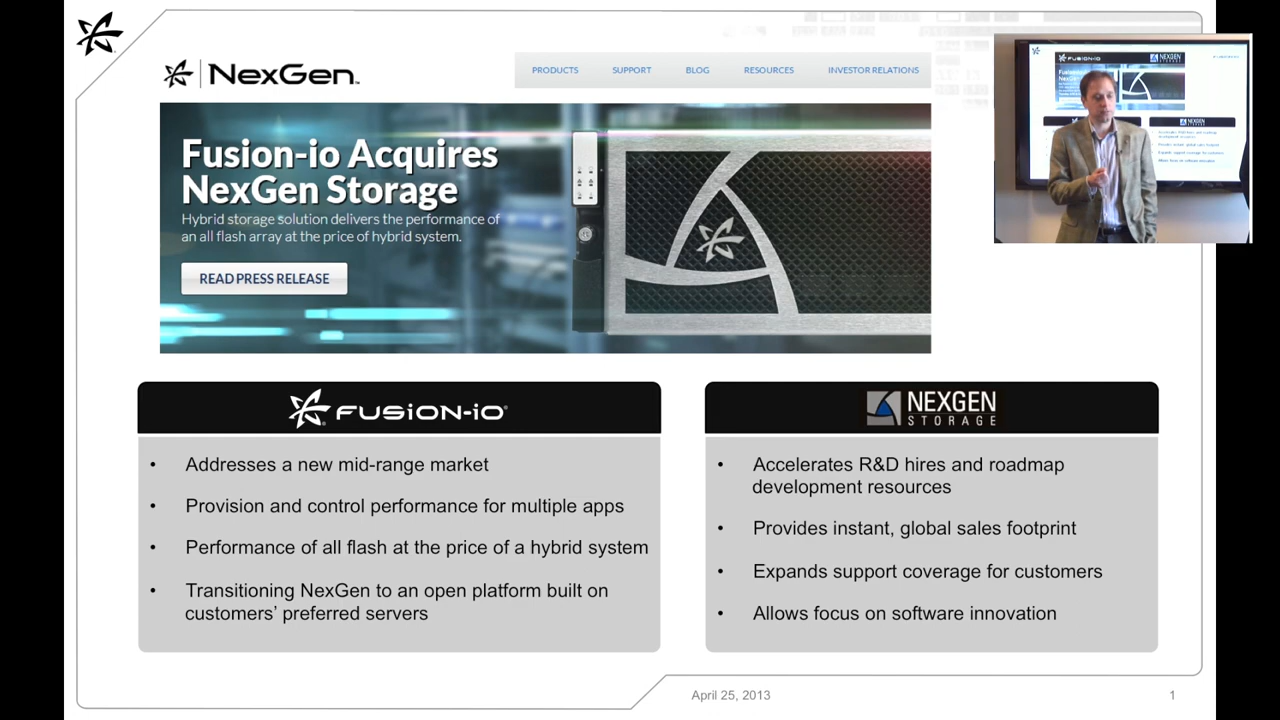 NexGen
PRODUCTS SUPPORT BLOG RESOURCES INVESTOR RELATIONS
Fusion-io Acquires
NexGen Storage
Hybrid storage solution delivers the performance of
an all flash array at the price of hybrid system.
READ PRESS RELEASE
FUSION-iO
• Addresses a new mid-range market
• Provision and control performance for multiple apps
• Performance of all flash at the price of a hybrid system
• Transitioning NexGen to an open platform built on
customers' preferred servers
NEXGEN
STORAGE
• Accelerates R&D hires and roadmap
development resources
• Provides instant, global sales footprint
• Expands support coverage for customers
• Allows focus on software innovation
April 25, 2013
1